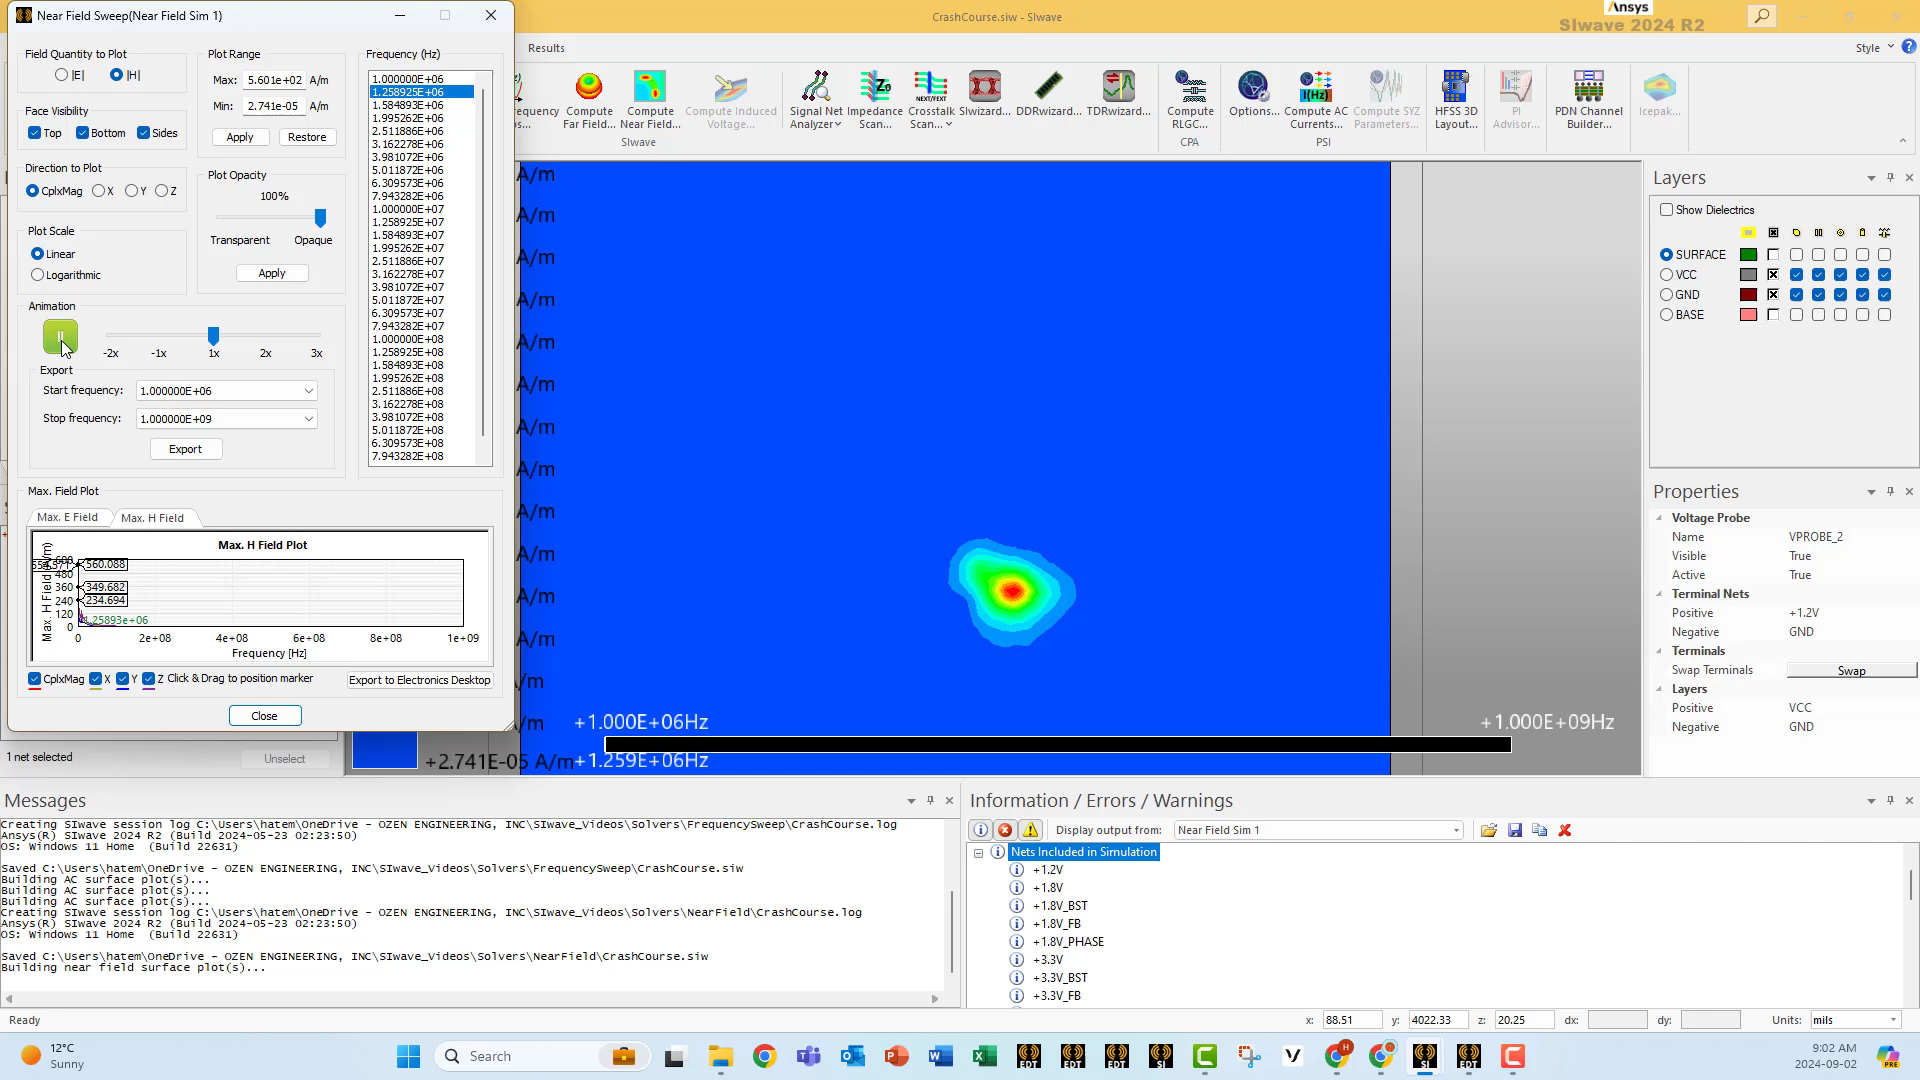 Near Field Sweep(Near Field Sim 1)
CrashCourse.siw - SIwave
Ansys
SIwave 2024 R2
Results
Style
Field Quantity to Plot
|E|
|H|
Face Visibility
Top
Bottom
Sides
Direction to Plot
CplxMag
X
Y
Z
Plot Scale
Linear
Logarithmic
Plot Range
Max: 5.601e+02 A/m
Min: 2.741e-05 A/m
Apply
Restore
Plot Opacity
100%
Transparent
Opaque
Apply
Frequency (Hz)
1.000000E+06
1.258925E+06
1.584893E+06
1.995262E+06
2.511886E+06
3.162278E+06
3.981072E+06
5.011872E+06
6.309573E+06
7.943282E+06
1.000000E+07
1.258925E+07
1.584893E+07
1.995262E+07
2.511886E+07
3.162278E+07
3.981072E+07
5.011872E+07
6.309573E+07
7.943282E+07
1.000000E+08
1.258925E+08
1.584893E+08
1.995262E+08
2.511886E+08
3.162278E+08
3.981072E+08
5.011872E+08
6.309573E+08
7.943282E+08
Animation
-2x
-1x
1x
2x
3x
Export
Start frequency:
1.000000E+06
Stop frequency:
1.000000E+09
Export
Max. Field Plot
Max. E Field
Max. H Field
Max. H Field Plot
Max. H Field
600
480
360
240
120
0
560.088
349.682
234.694
1.25893e+06
0
2e+08
4e+08
6e+08
8e+08
1e+09
Frequency [Hz]
CplxMag
X
Y
Z
Click & Drag to position marker
Export to Electronics Desktop
Close
1 net selected
Unselect
Compute Far Field...
Compute Near Field...
Compute Induced Voltage...
Signal Net Analyzer
Impedance Scan...
Crosstalk Scan...
SIwizard...
DDRwizard...
TDRwizard...
SIwave
Compute RLGC...
CPA
Options...
Compute AC Currents...
Compute SYZ Parameters...
PSI
HFSS 3D Layout...
PI Advisor...
PDN Channel Builder...
Icepak...
A/m
A/m
A/m
A/m
A/m
A/m
A/m
A/m
A/m
A/m
A/m
A/m
+2.741E-05 A/m
+1.000E+06Hz
+1.000E+09Hz
+1.259E+06Hz
Layers
Show Dielectrics
SURFACE
VCC
GND
BASE
Properties
Voltage Probe
Name VPROBE_2
Visible True
Active True
Terminal Nets
Positive +1.2V
Negative GND
Terminals
Swap Terminals Swap
Layers
Positive VCC
Negative GND
Messages
Creating SIwave session log C:\Users\hatem\OneDrive - OZEN ENGINEERING, INC\SIwave_Videos\Solvers\FrequencySweep\CrashCourse.log
Ansys(R) SIwave 2024 R2 (Build 2024-05-23 02:23:50)
OS: Windows 11 Home (Build 22631)
Saved C:\Users\hatem\OneDrive - OZEN ENGINEERING, INC\SIwave_Videos\Solvers\FrequencySweep\CrashCourse.siw
Building AC surface plot(s)...
Building AC surface plot(s)...
Building AC surface plot(s)...
Creating SIwave session log C:\Users\hatem\OneDrive - OZEN ENGINEERING, INC\SIwave_Videos\Solvers\NearField\CrashCourse.log
Ansys(R) SIwave 2024 R2 (Build 2024-05-23 02:23:50)
OS: Windows 11 Home (Build 22631)
Saved C:\Users\hatem\OneDrive - OZEN ENGINEERING, INC\SIwave_Videos\Solvers\NearField\CrashCourse.siw
Building near field surface plot(s)...
Information / Errors / Warnings
Display output from: Near Field Sim 1
Nets Included in Simulation
+1.2V
+1.8V
+1.8V_BST
+1.8V_FB
+1.8V_PHASE
+3.3V
+3.3V_BST
+3.3V_FB
Ready
x: 88.51 y: 4022.33 z: 20.25 dx: dy: Units: mils
12°C
Sunny
Search
EDT
EDT
EDT
SI
SI
EDT
PRE
9:02 AM
2024-09-02